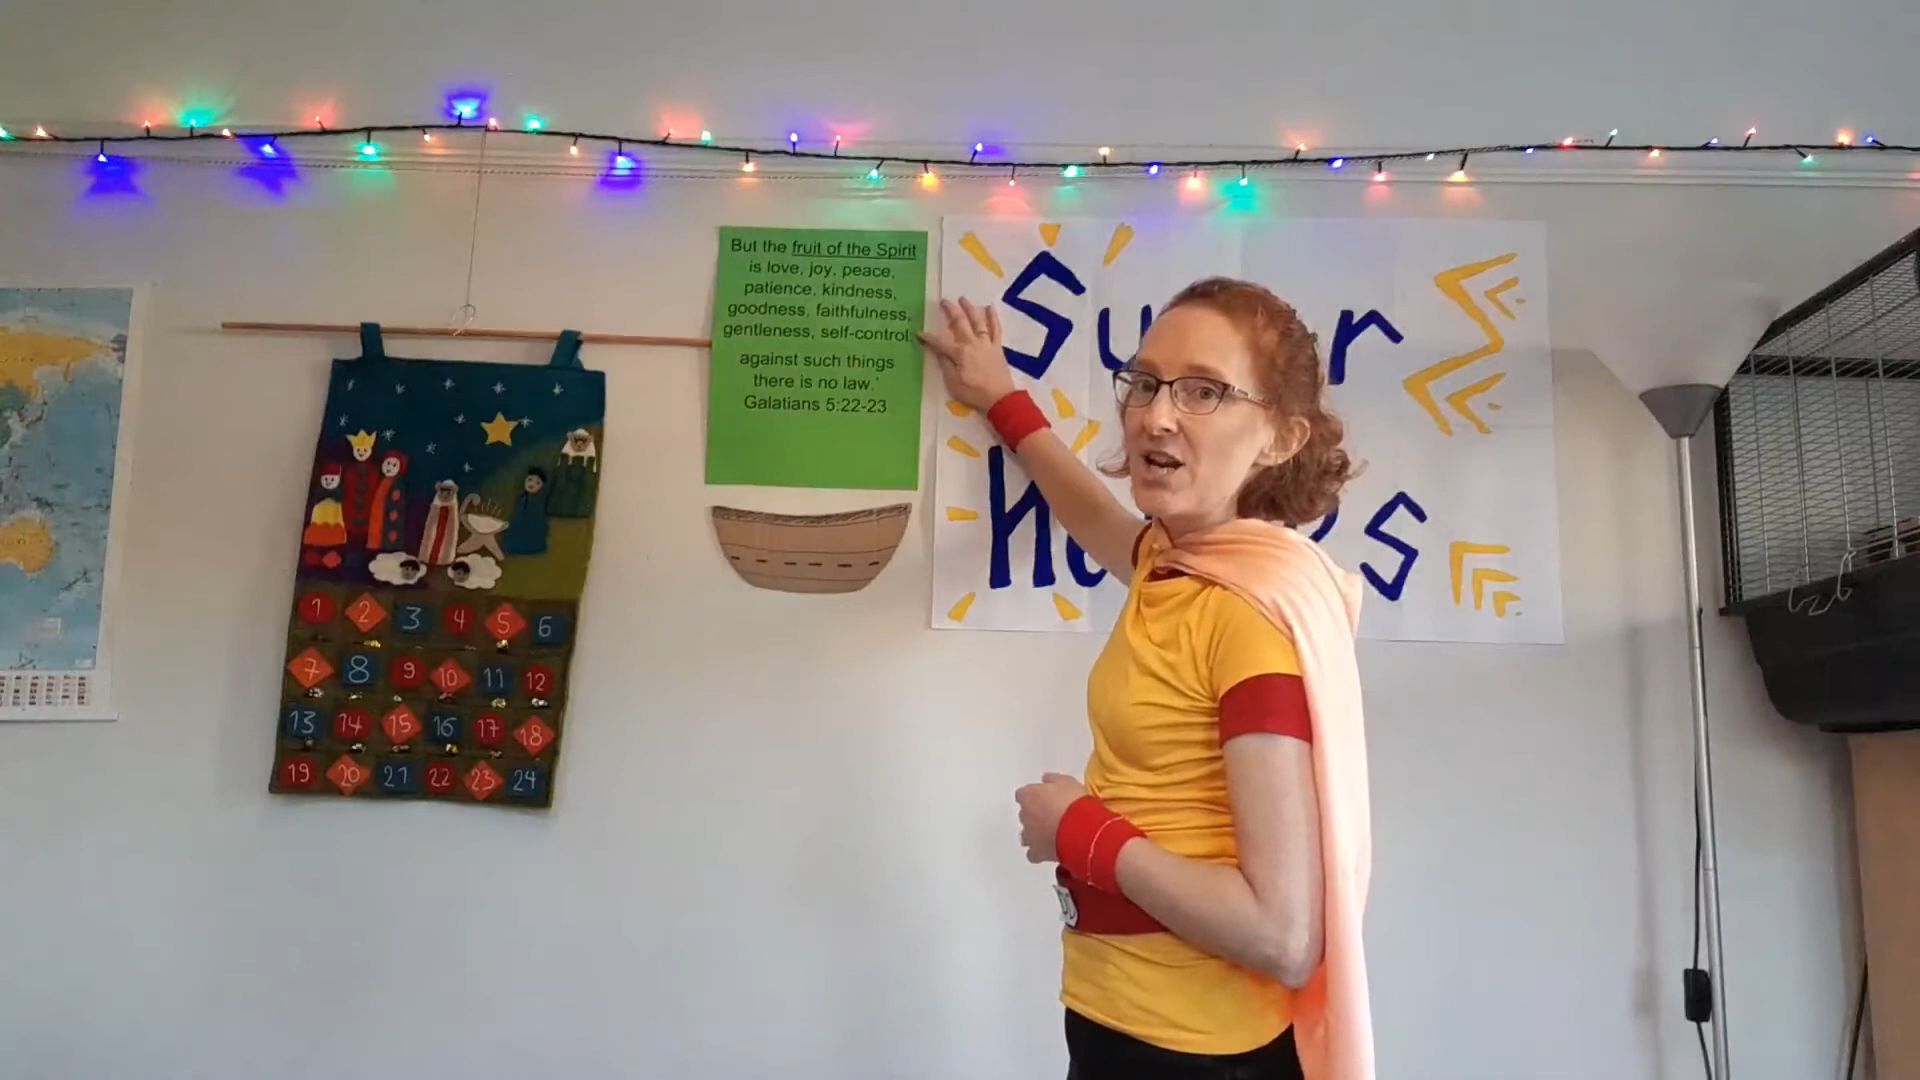 But the fruit of the Spirit
is love, joy, peace,
patience, kindness,
goodness, faithfulness,
gentleness, self-control.
against such things
there is no law.'
Galatians 5:22-23
1 2 3 4 5 6
7 8 9 10 11 12
13 14 15 16 17 18
19 20 21 22 23 24